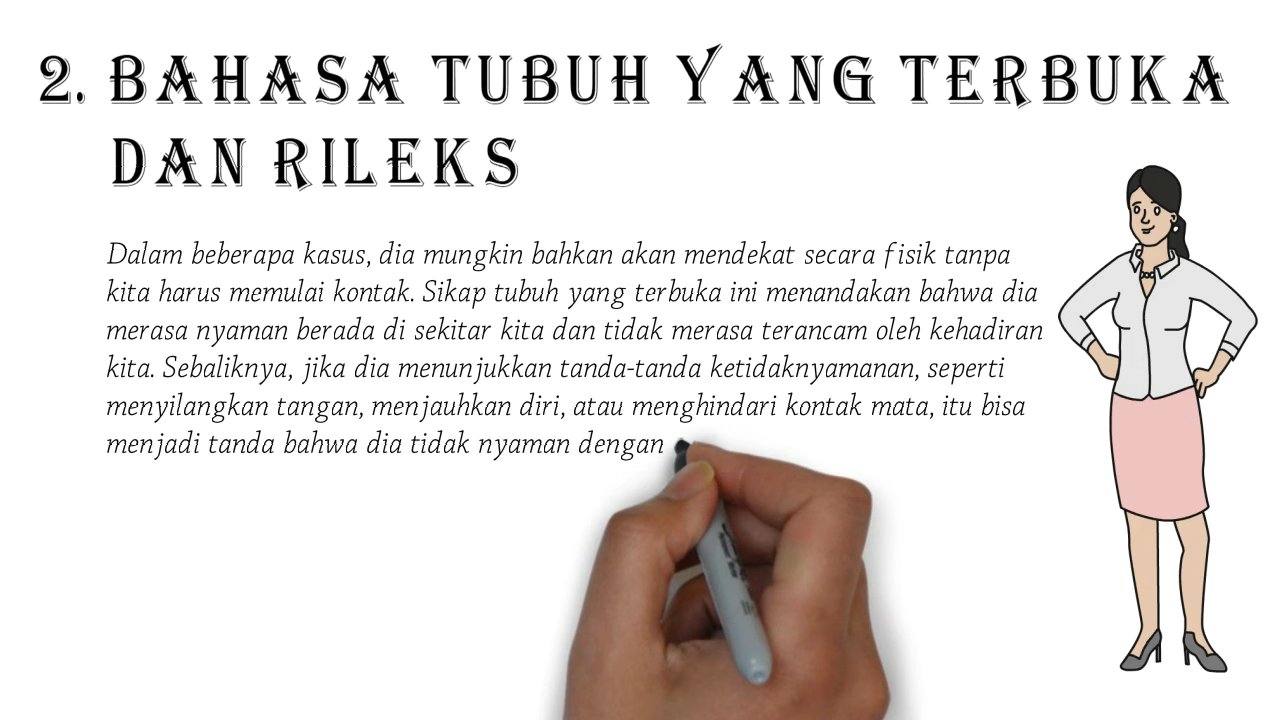 2. BAHASA TUBUH YANG TERBUKA
DAN RILEKS
Dalam beberapa kasus, dia mungkin bahkan akan mendekat secara fisik tanpa
kita harus memulai kontak. Sikap tubuh yang terbuka ini menandakan bahwa dia
merasa nyaman berada di sekitar kita dan tidak merasa terancam oleh kehadiran
kita. Sebaliknya, jika dia menunjukkan tanda-tanda ketidaknyamanan, seperti
menyilangkan tangan, menjauhkan diri, atau menghindari kontak mata, itu bisa
menjadi tanda bahwa dia tidak nyaman dengan